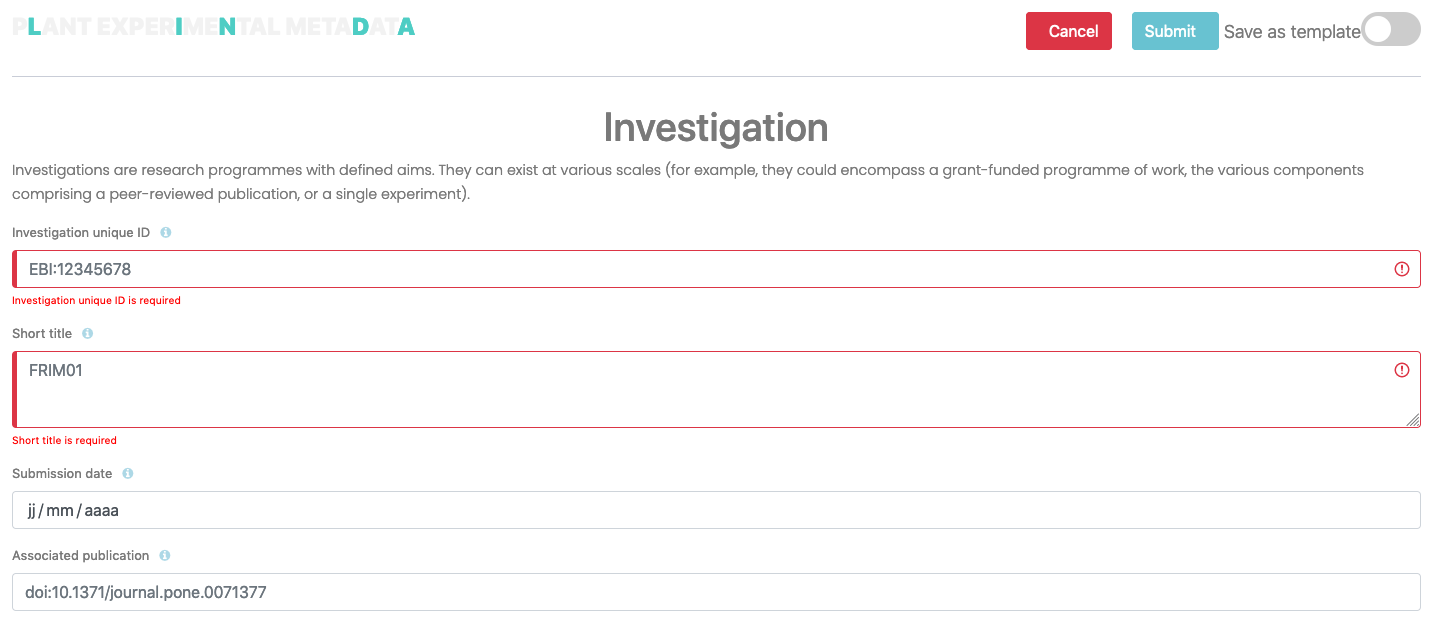 PLANT EXPERIMENTAL METADATA
Cancel
Submit
Save as template
Investigation
Investigations are research programmes with defined aims. They can exist at various scales (for example, they could encompass a grant-funded programme of work, the various components
comprising a peer-reviewed publication, or a single experiment).
Investigation unique ID
EBI:12345678
Investigation unique ID is required
Short title
FRIM01
Short title is required
Submission date
jj/mm/aaaa
Associated publication
doi:10.1371/journal.pone.0071377